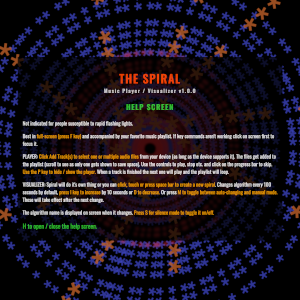 THE SPIRAL
Music Player / Visualizer v1.0.0
HELP SCREEN
Not indicated for people susceptible to rapid flashing lights.
Best in full-screen (press F key) and accompanied by your favorite music playlist. If key commands aren't working click on screen first to
focus it.
PLAYER: Click Add Track(s) to select one or multiple audio files from your device (as long as the device supports it). The files get added to
the playlist (scroll to see as only one gets shown to save space). Use the controls to play, stop etc. and click on the progress bar to skip.
Use the P key to hide / show the player. When a track is finished the next one will play and the playlist will loop.
VISUALIZER: Spiral will do it's own thing or you can click, touch or press space bar to create a new spiral. Changes algorithm every 100
seconds by default, press I key to increase by 10 seconds or D to decrease. Or press M to toggle between auto-changing and manual mode.
These will take effect after the next change.
The algorithm name is displayed on screen when it changes. Press S for silence mode to toggle it on/off.
H to open / close the help screen.